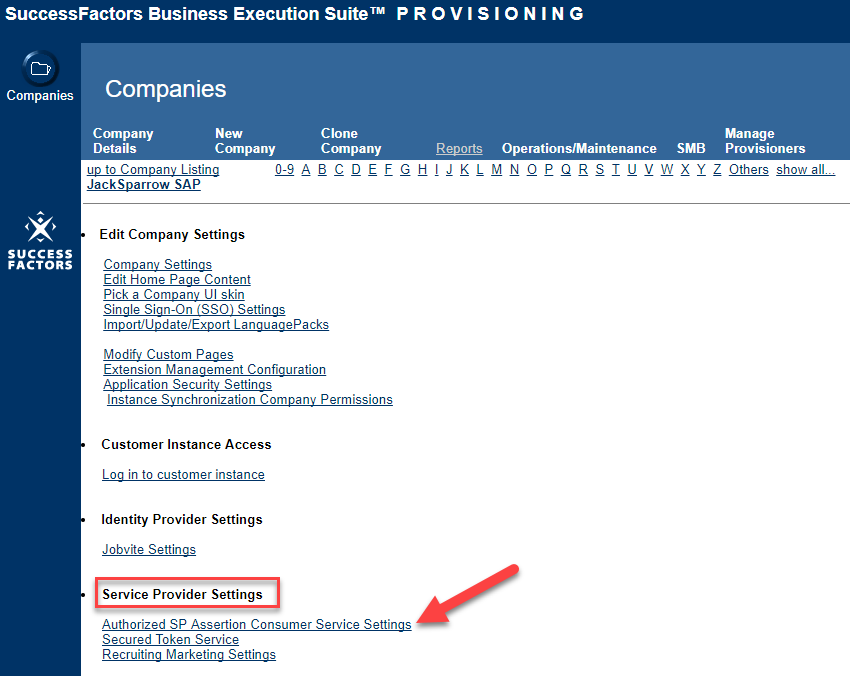 SuccessFactors Business Execution Suite™ PROVISIONING
Companies
Companies
Company Details
New Company
Clone Company
Reports
Operations/Maintenance
SMB
Manage Provisioners
up to Company Listing
0-9 A B C D E F G H I J K L M N O P Q R S T U V W X Y Z Others show all...
JackSparrow SAP
SUCCESS
FACTORS
Edit Company Settings
Company Settings
Edit Home Page Content
Pick a Company UI skin
Single Sign-On (SSO) Settings
Import/Update/Export LanguagePacks
Modify Custom Pages
Extension Management Configuration
Application Security Settings
Instance Synchronization Company Permissions
Customer Instance Access
Log in to customer instance
Identity Provider Settings
Jobvite Settings
Service Provider Settings
Authorized SP Assertion Consumer Service Settings
Secured Token Service
Recruiting Marketing Settings